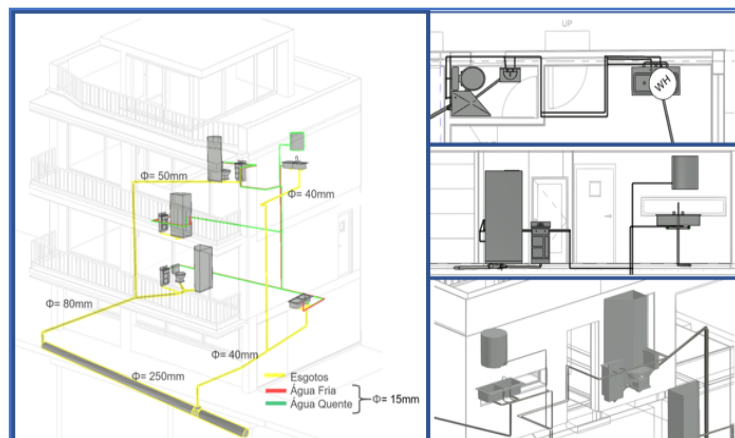 Φ= 50mm
Φ= 40mm
Φ= 80mm
Φ= 40mm
Φ= 250mm
Esgotos
Água Fria
Água Quente
Φ= 15mm
UP
WH